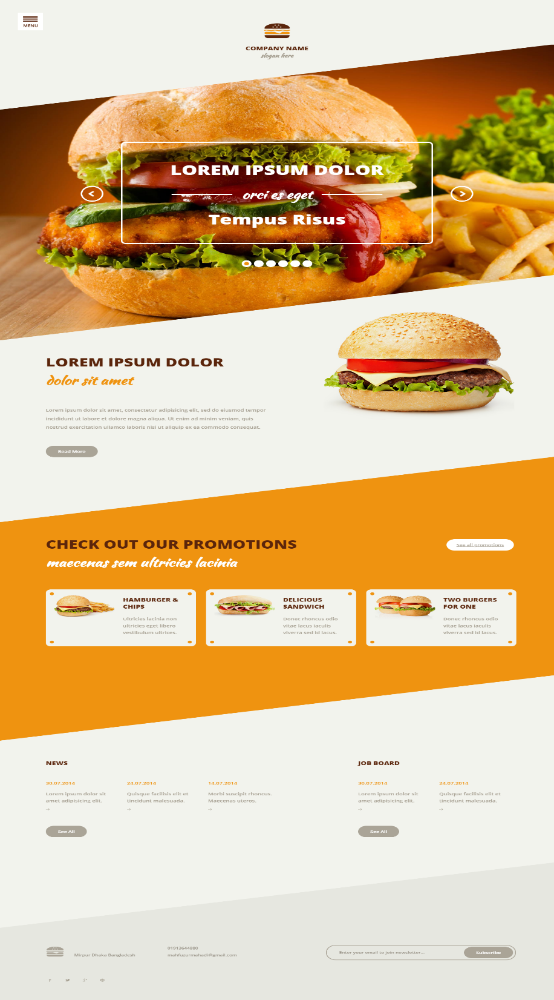 MENU
COMPANY NAME
slogan here
LOREM IPSUM DOLOR
orci es eget
Tempus Risus
LOREM IPSUM DOLOR
dolor sit amet
Lorem ipsum dolor sit amet, consectetur adipisicing elit, sed do eiusmod tempor
incididunt ut labore et dolore magna aliqua. Ut enim ad minim veniam, quis
nostrud exercitation ullamco laboris nisi ut aliquip ex ea commodo consequat.
Read More
CHECK OUT OUR PROMOTIONS
maecenas sem ultricies lacinia
See all promotions
HAMBURGER &
CHIPS
Ultricies lacinia non
ultricies eget libero
vestibulum ultrices.
DELICIOUS
SANDWICH
Donec rhoncus odio
vitae lacus iaculis
viverra sed id lacus.
TWO BURGERS
FOR ONE
Donec rhoncus odio
vitae lacus iaculis
viverra sed id lacus.
NEWS
30.07.2014
Lorem ipsum dolor sit
amet adipisicing elit.
24.07.2014
Quisque facilisis elit et
tincidunt malesuada.
14.07.2014
Morbi suscipit rhoncus.
Maecenas uteros.
See All
JOB BOARD
30.07.2014
Lorem ipsum dolor sit
amet adipisicing elit.
24.07.2014
Quisque facilisis elit et
tincidunt malesuada.
See All
Mirpur Dhaka Bangladesh
01913644880
mahfuzurmahadi@gmail.com
Enter your email to join newsletter...
Subscribe